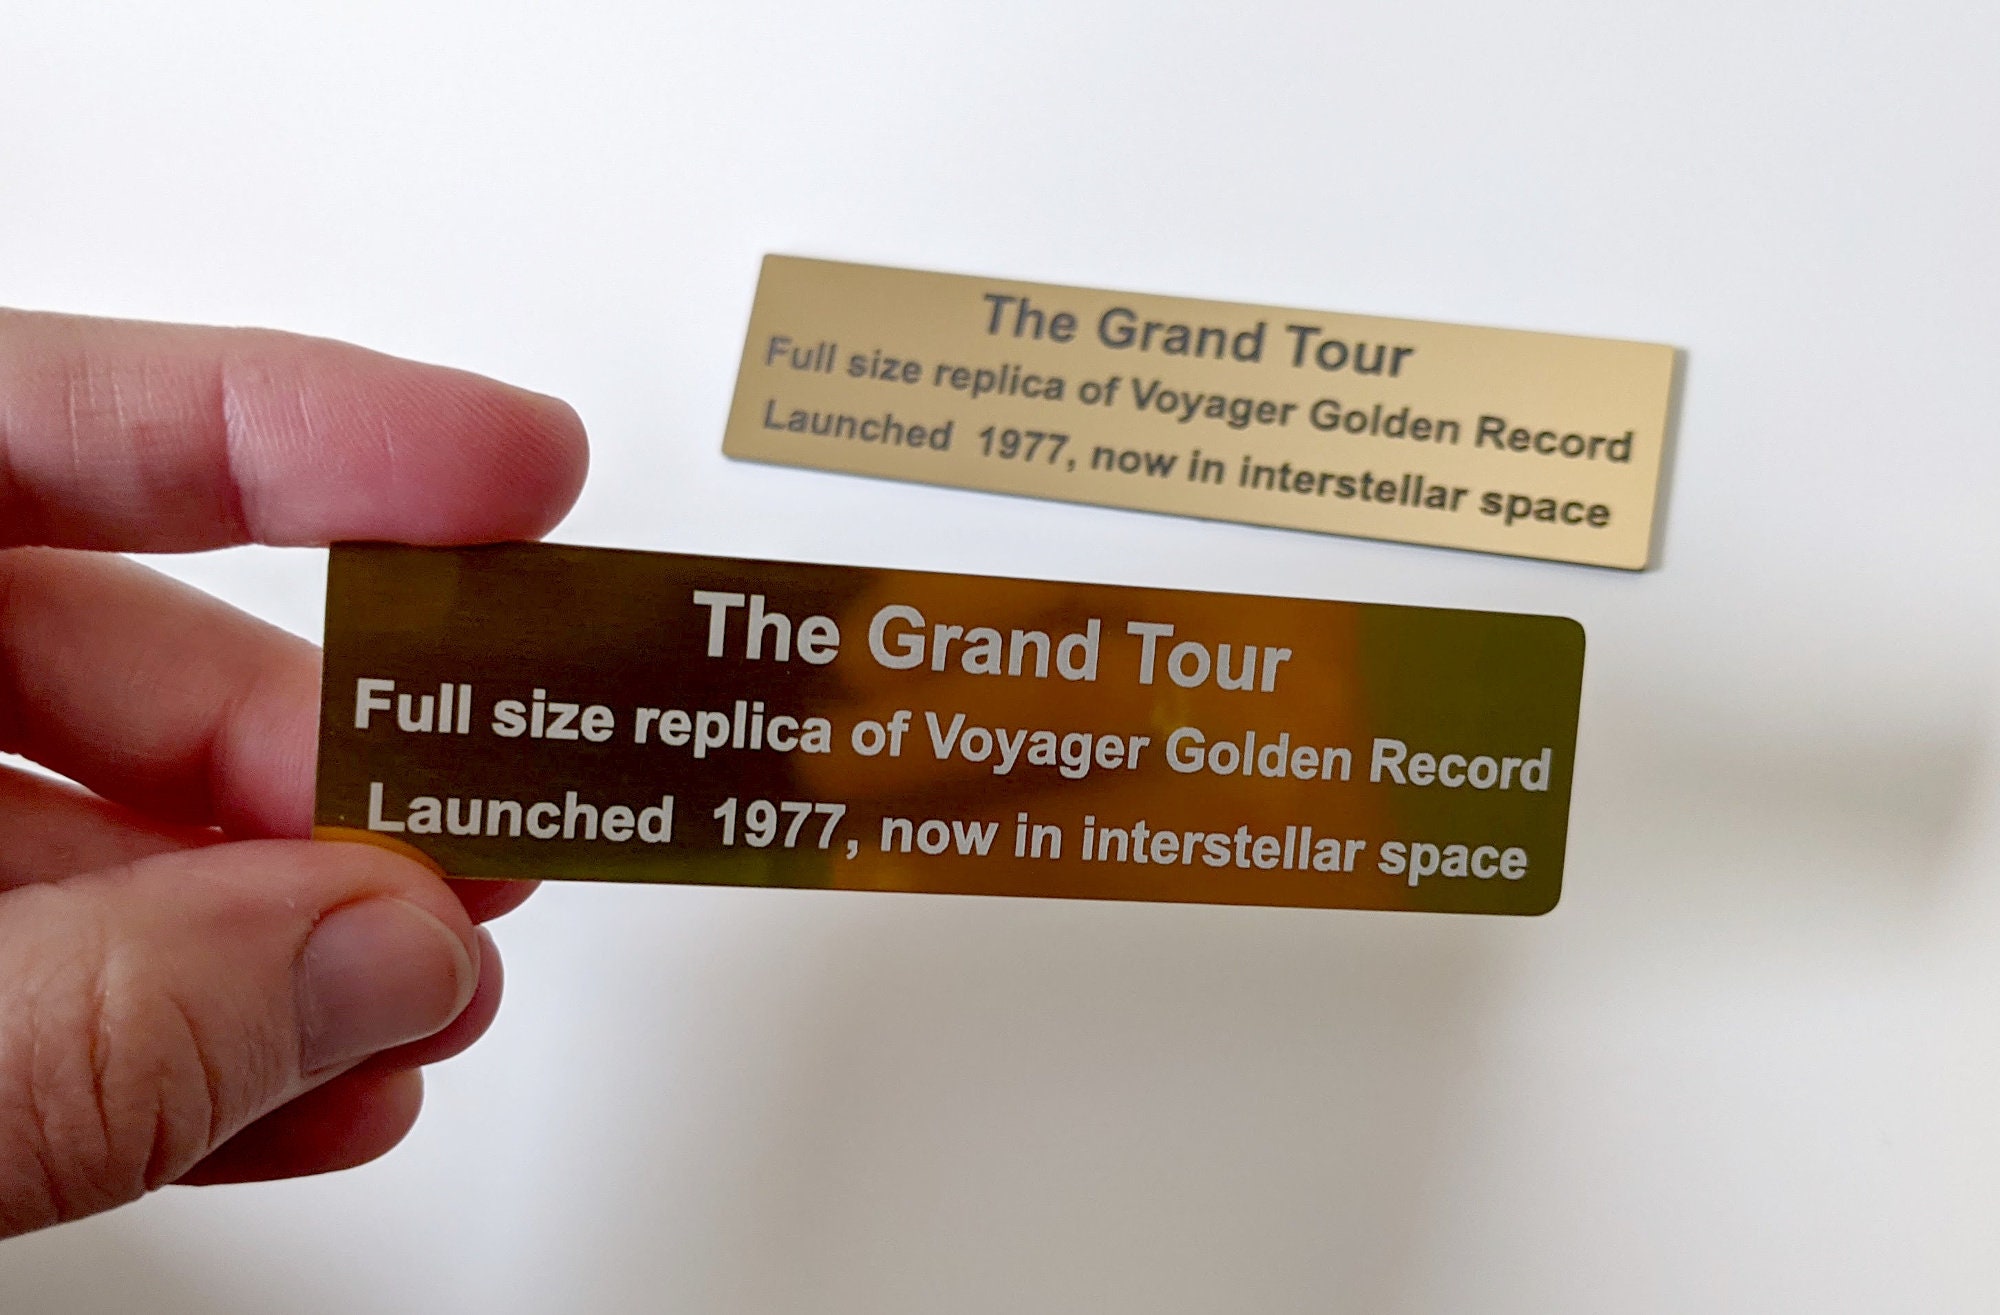 The Grand Tour
Full size replica of Voyager Golden Record
Launched  1977, now in interstellar space
The Grand Tour
Full size replica of Voyager Golden Record
Launched  1977, now in interstellar space